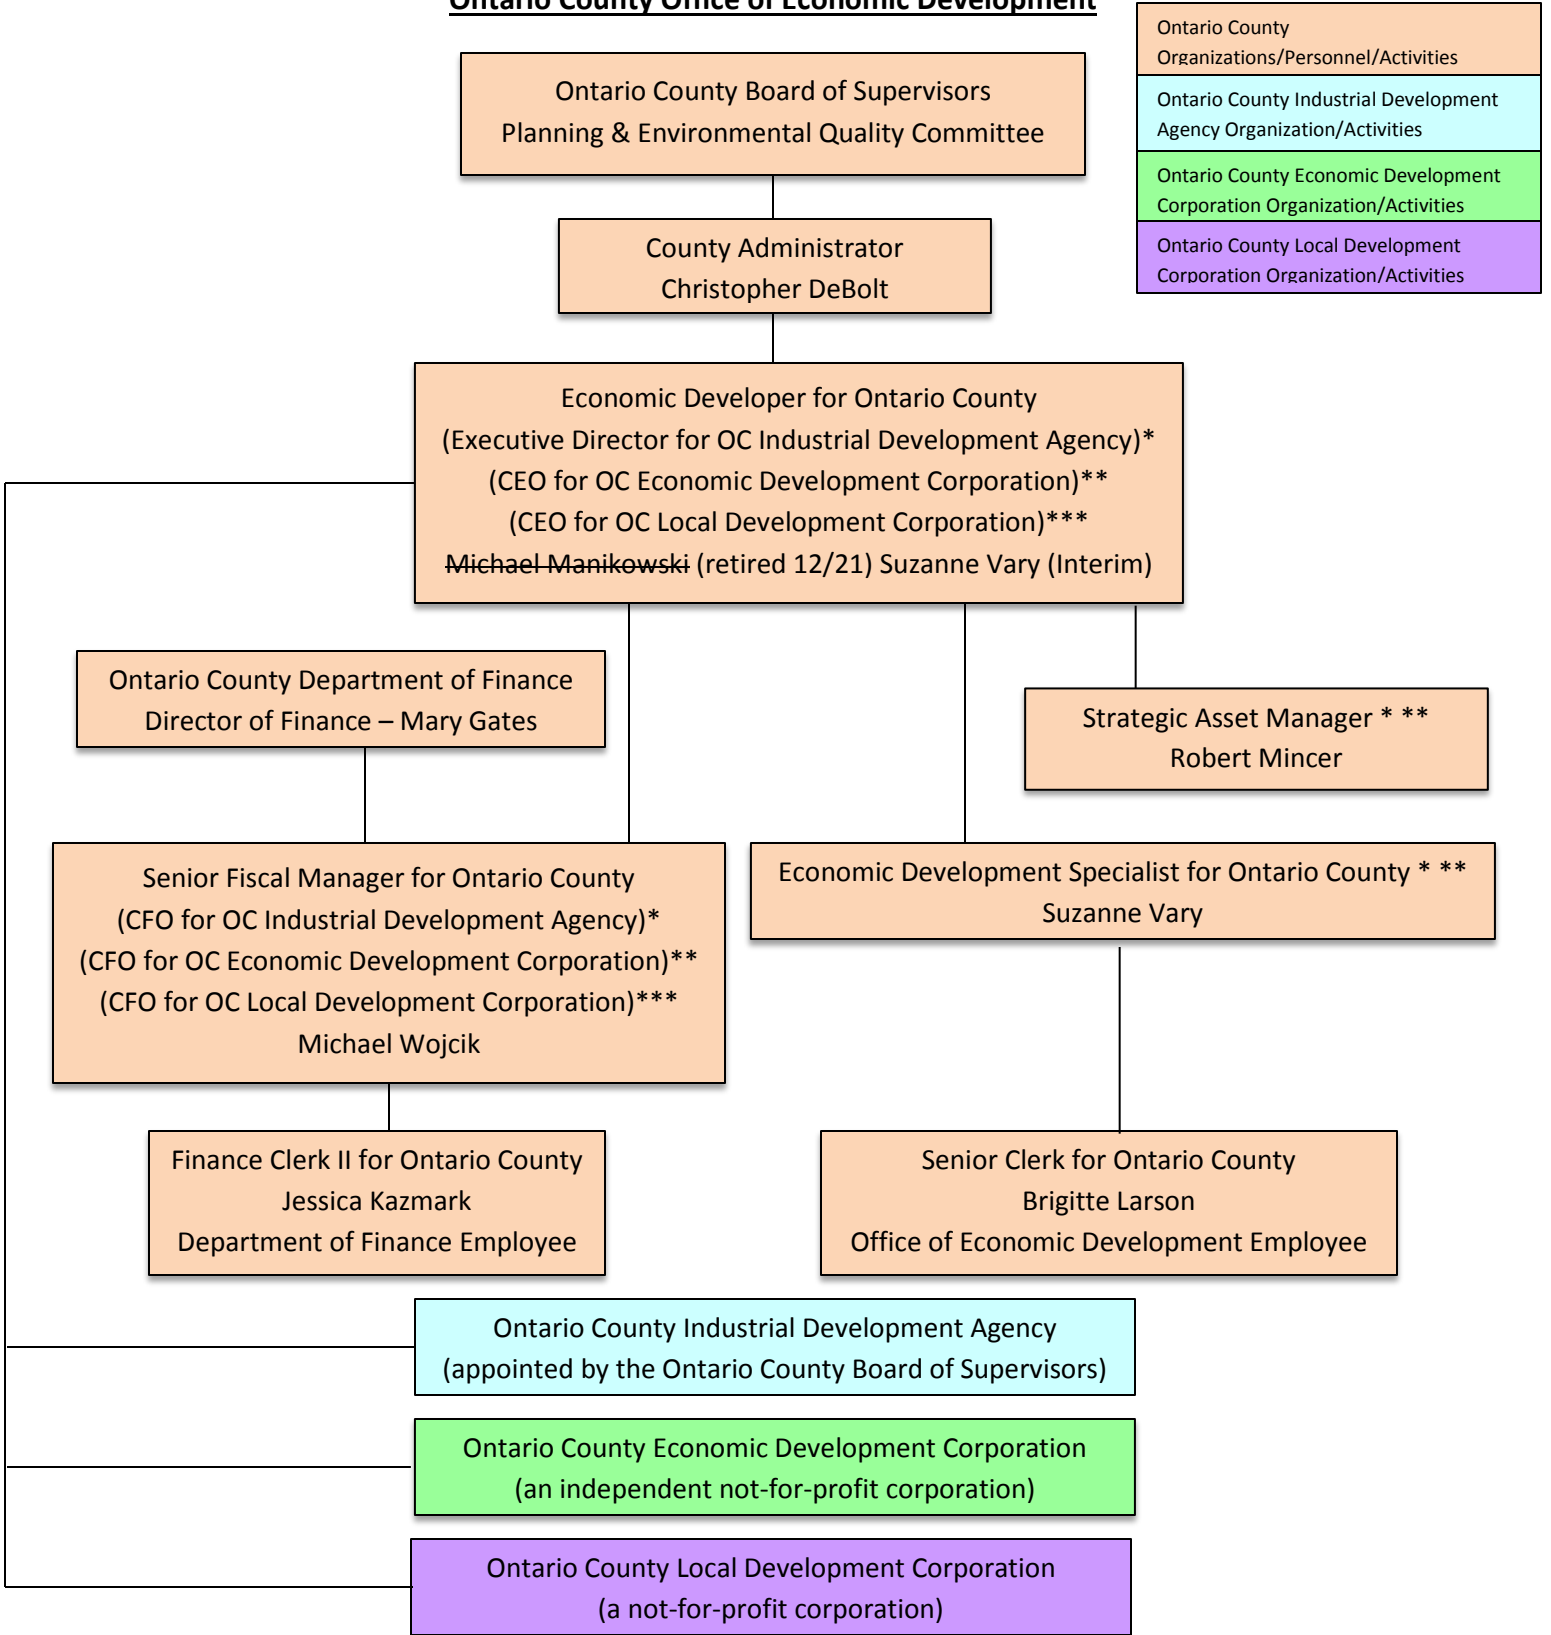 Ontario County Office of Economic Development
Ontario County
Organizations/Personnel/Activities
Ontario County Industrial Development
Agency Organization/Activities
Ontario County Economic Development
Corporation Organization/Activities
Ontario County Local Development
Corporation Organization/Activities
Ontario County Board of Supervisors
Planning & Environmental Quality Committee
County Administrator
Christopher DeBolt
Economic Developer for Ontario County
(Executive Director for OC Industrial Development Agency)*
(CEO for OC Economic Development Corporation)**
(CEO for OC Local Development Corporation)***
Michael Manikowski (retired 12/21) Suzanne Vary (Interim)
Ontario County Department of Finance
Director of Finance – Mary Gates
Strategic Asset Manager * **
Robert Mincer
Senior Fiscal Manager for Ontario County
(CFO for OC Industrial Development Agency)*
(CFO for OC Economic Development Corporation)**
(CFO for OC Local Development Corporation)***
Michael Wojcik
Economic Development Specialist for Ontario County * **
Suzanne Vary
Finance Clerk II for Ontario County
Jessica Kazmark
Department of Finance Employee
Senior Clerk for Ontario County
Brigitte Larson
Office of Economic Development Employee
Ontario County Industrial Development Agency
(appointed by the Ontario County Board of Supervisors)
Ontario County Economic Development Corporation
(an independent not-for-profit corporation)
Ontario County Local Development Corporation
(a not-for-profit corporation)